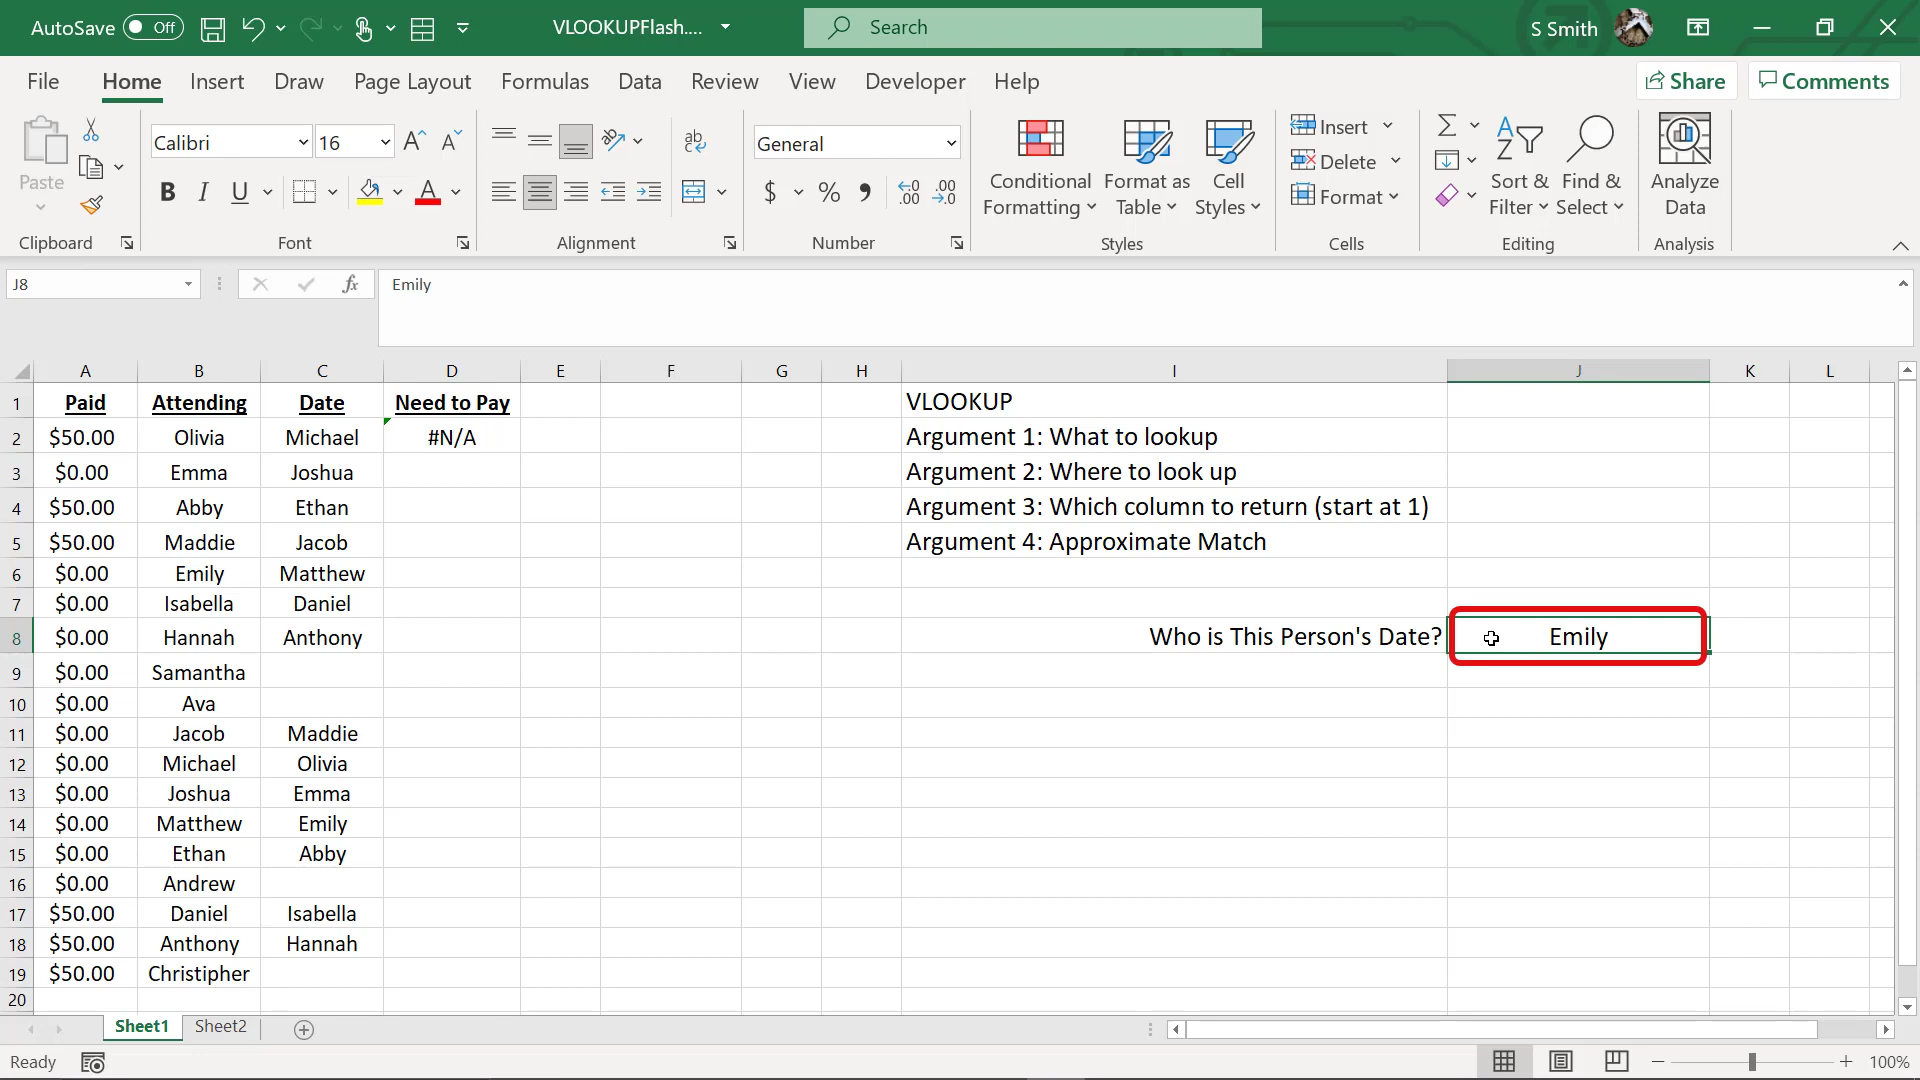 AutoSave Off VLOOKUPFlash.... Search S Smith
File Home Insert Draw Page Layout Formulas Data Review View Developer Help Share Comments
Paste Calibri 16 General Conditional Formatting Format as Table Cell Styles Insert Delete Format Sort & Filter Find & Select Analyze Data
Clipboard Font Alignment Number Styles Cells Editing Analysis
J8 fx Emily
A B C D E F G H I J K L
1 Paid Attending Date Need to Pay VLOOKUP
2 $50.00 Olivia Michael #N/A Argument 1: What to lookup
3 $0.00 Emma Joshua Argument 2: Where to look up
4 $50.00 Abby Ethan Argument 3: Which column to return (start at 1)
5 $50.00 Maddie Jacob Argument 4: Approximate Match
6 $0.00 Emily Matthew
7 $0.00 Isabella Daniel
8 $0.00 Hannah Anthony Who is This Person's Date? Emily
9 $0.00 Samantha
10 $0.00 Ava
11 $0.00 Jacob Maddie
12 $0.00 Michael Olivia
13 $0.00 Joshua Emma
14 $0.00 Matthew Emily
15 $0.00 Ethan Abby
16 $0.00 Andrew
17 $50.00 Daniel Isabella
18 $50.00 Anthony Hannah
19 $50.00 Christipher
20
Sheet1 Sheet2
Ready 100%